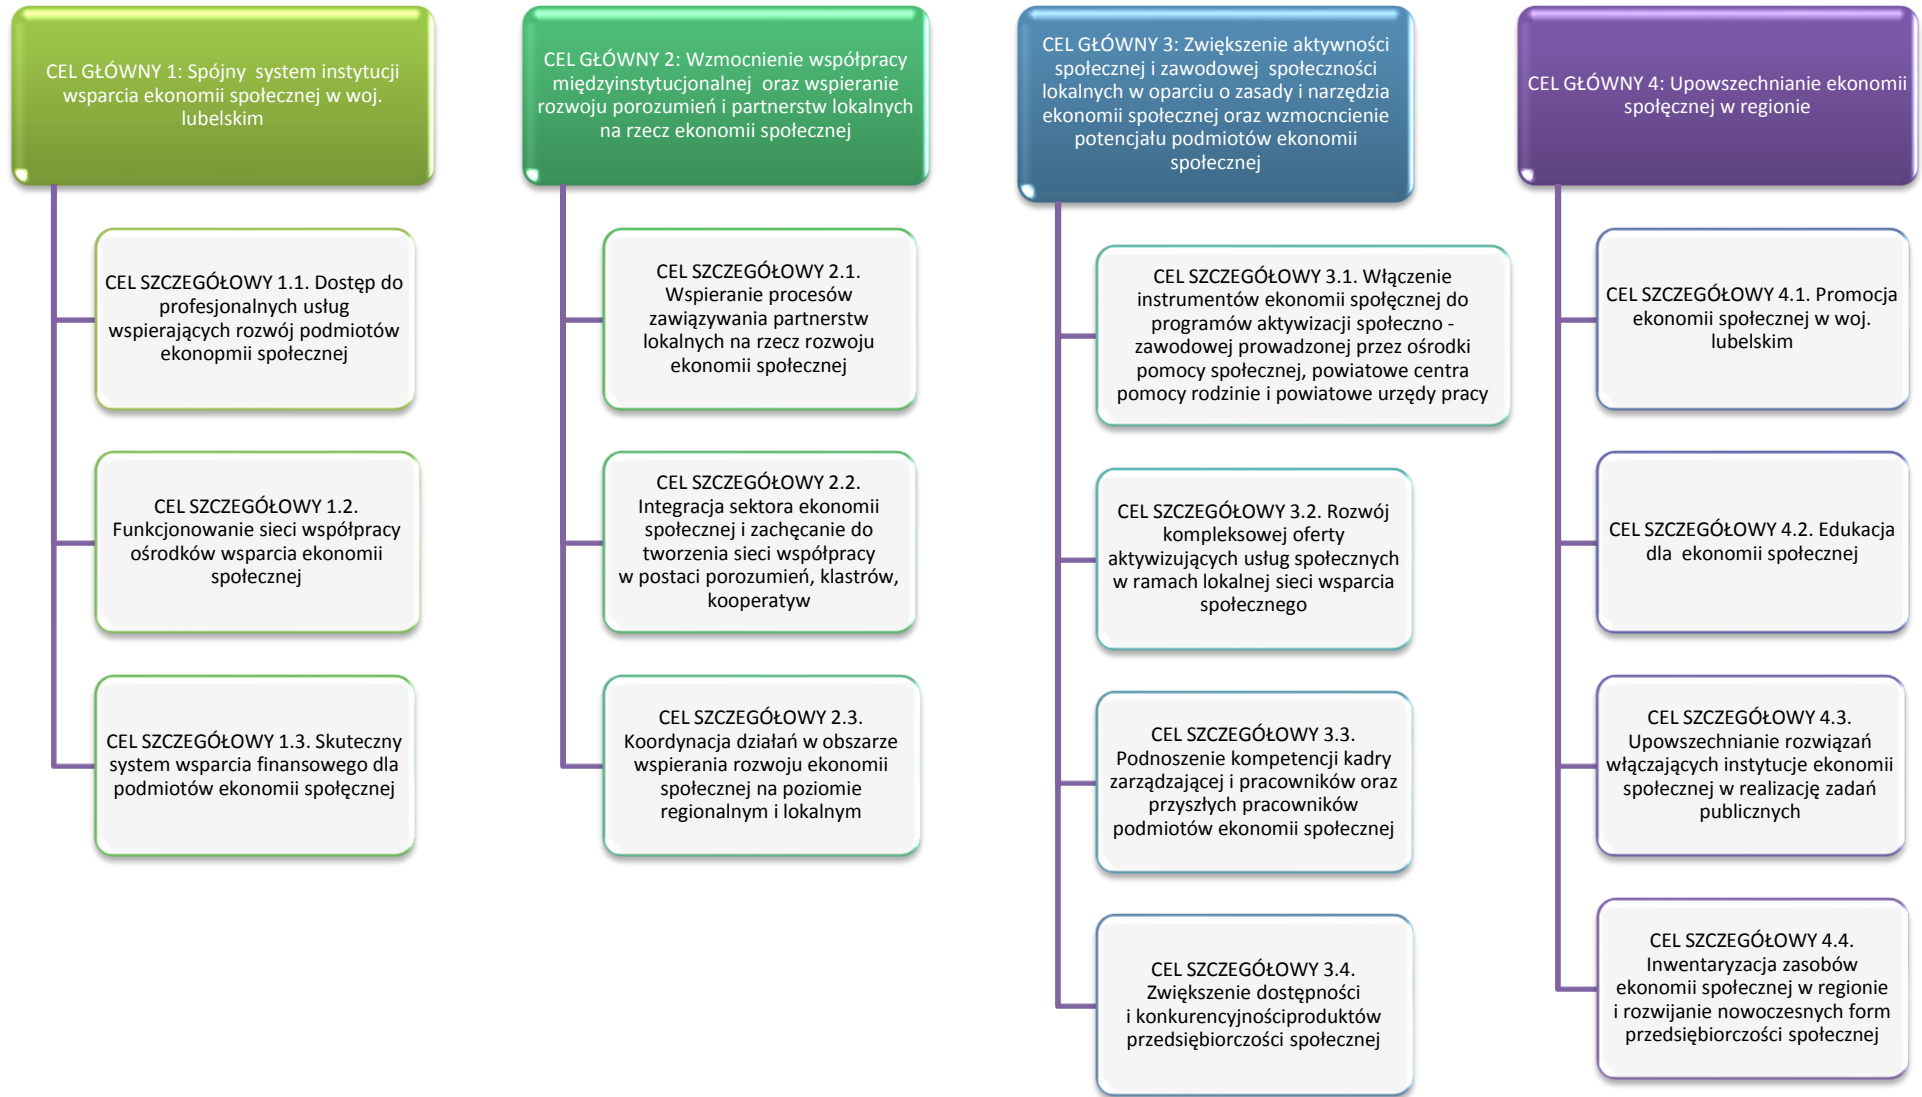 CEL GŁÓWNY 1: Spójny  system instytucji
wsparcia ekonomii społecznej w woj.
lubelskim
CEL SZCZEGÓŁOWY 1.1. Dostęp do
profesjonalnych usług
wspierających rozwój podmiotów
ekonopmii społecznej
CEL SZCZEGÓŁOWY 1.2.
Funkcjonowanie sieci współpracy
ośrodków wsparcia ekonomii
społecznej
CEL SZCZEGÓŁOWY 1.3. Skuteczny
system wsparcia finansowego dla
podmiotów ekonomii społęcznej
CEL GŁÓWNY 2: Wzmocnienie współpracy
międzyinstytucjonalnej  oraz wspieranie
rozwoju porozumień i partnerstw lokalnych
na rzecz ekonomii społecznej
CEL SZCZEGÓŁOWY 2.1.
Wspieranie procesów
zawiązywania partnerstw
lokalnych na rzecz rozwoju
ekonomii społecznej
CEL SZCZEGÓŁOWY 2.2.
Integracja sektora ekonomii
społecznej i zachęcanie do
tworzenia sieci współpracy
w postaci porozumień, klastrów,
kooperatyw
CEL SZCZEGÓŁOWY 2.3.
Koordynacja działań w obszarze
wspierania rozwoju ekonomii
społecznej na poziomie
regionalnym i lokalnym
CEL GŁÓWNY 3: Zwiększenie aktywności
społecznej i zawodowej  społeczności
lokalnych w oparciu o zasady i narzędzia
ekonomii społecznej oraz wzmocncienie
potencjału podmiotów ekonomii
społecznej
CEL SZCZEGÓŁOWY 3.1. Włączenie
instrumentów ekonomii społęcznej do
programów aktywizacji społeczno -
zawodowej prowadzonej przez ośrodki
pomocy społecznej, powiatowe centra
pomocy rodzinie i powiatowe urzędy pracy
CEL SZCZEGÓŁOWY 3.2. Rozwój
kompleksowej oferty
aktywizujących usług społecznych
w ramach lokalnej sieci wsparcia
społecznego
CEL SZCZEGÓŁOWY 3.3.
Podnoszenie kompetencji kadry
zarządzającej i pracowników oraz
przyszłych pracowników
podmiotów ekonomii społecznej
CEL SZCZEGÓŁOWY 3.4.
Zwiększenie dostępności
i konkurencyjnościproduktów
przedsiębiorczości społecznej
CEL GŁÓWNY 4: Upowszechnianie ekonomii
społęcznej w regionie
CEL SZCZEGÓŁOWY 4.1. Promocja
ekonomii społecznej w woj.
lubelskim
CEL SZCZEGÓŁOWY 4.2. Edukacja
dla  ekonomii społecznej
CEL SZCZEGÓŁOWY 4.3.
Upowszechnianie rozwiązań
włączających instytucje ekonomii
społecznej w realizację zadań
publicznych
CEL SZCZEGÓŁOWY 4.4.
Inwentaryzacja zasobów
ekonomii społecznej w regionie
i rozwijanie nowoczesnych form
przedsiębiorczości społecznej